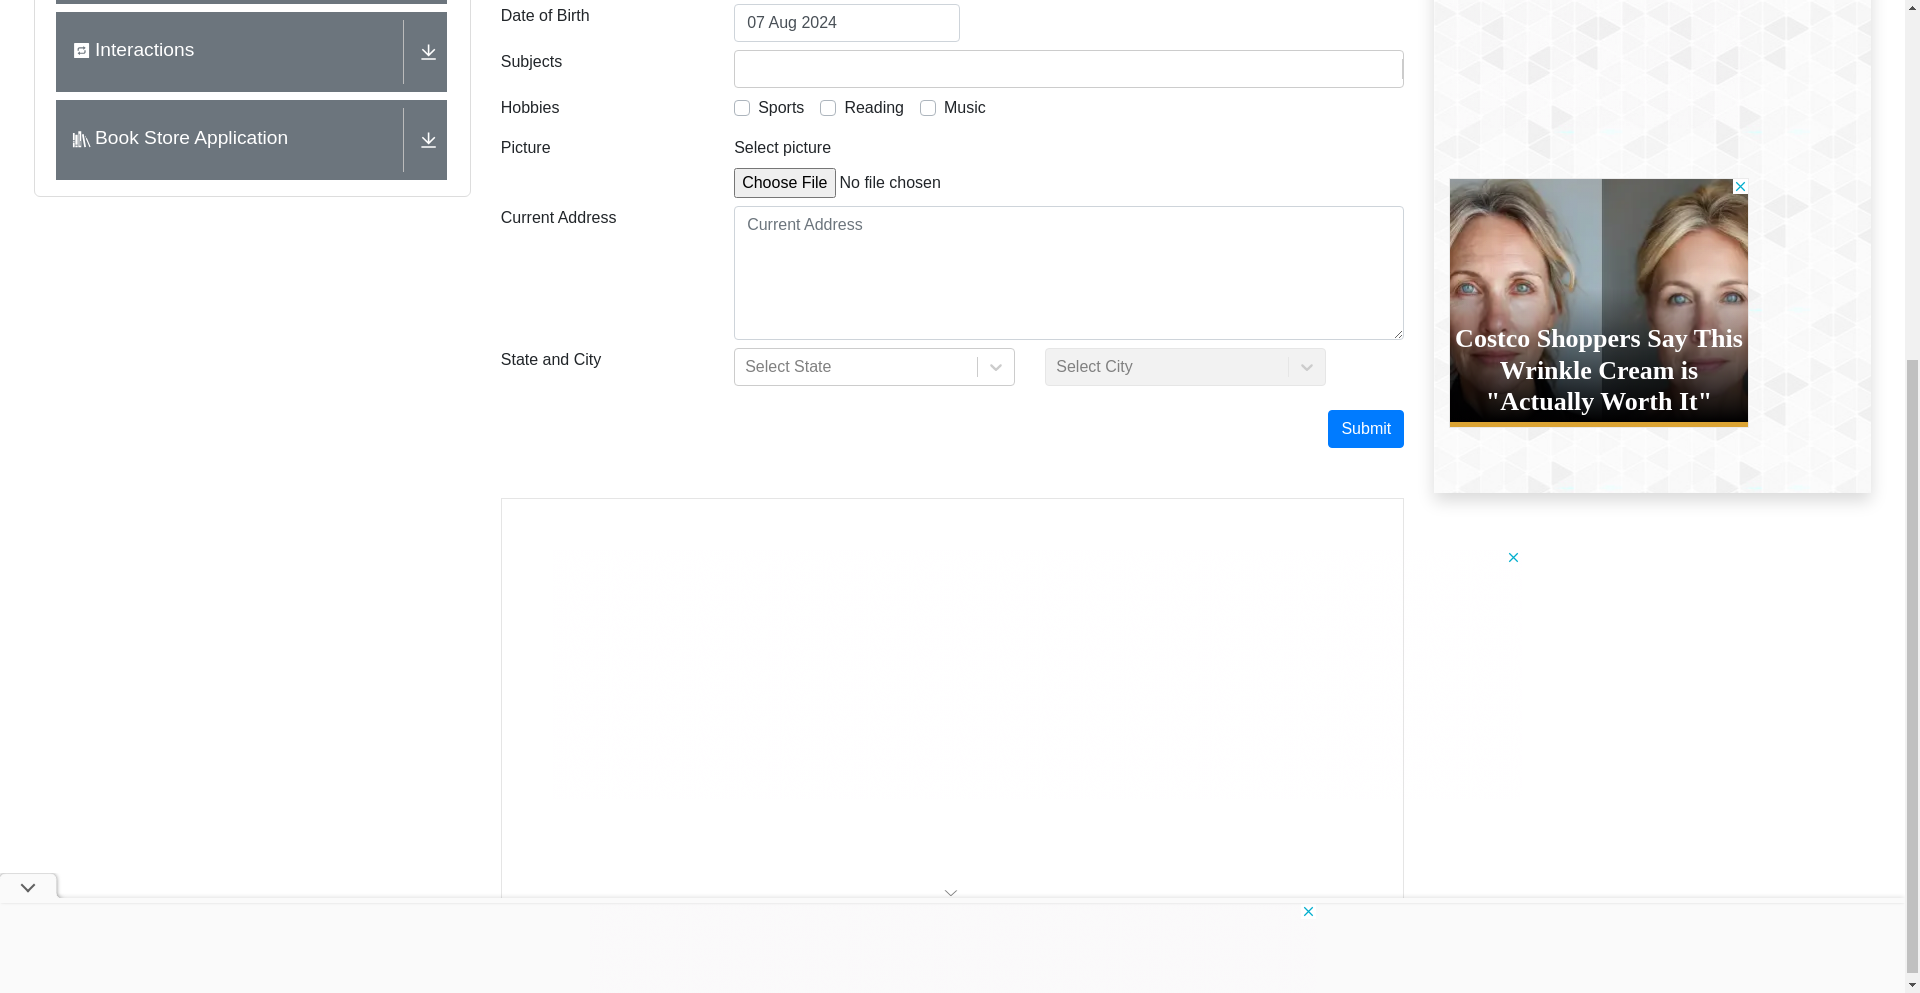 Interactions
Book Store Application
Date of Birth
07 Aug 2024
Subjects
Hobbies
Sports
Reading
Music
Picture
Select picture
Choose File No file chosen
Current Address
Current Address
State and City
Select State
Select City
Submit
Costco Shoppers Say This
Wrinkle Cream is
"Actually Worth It"